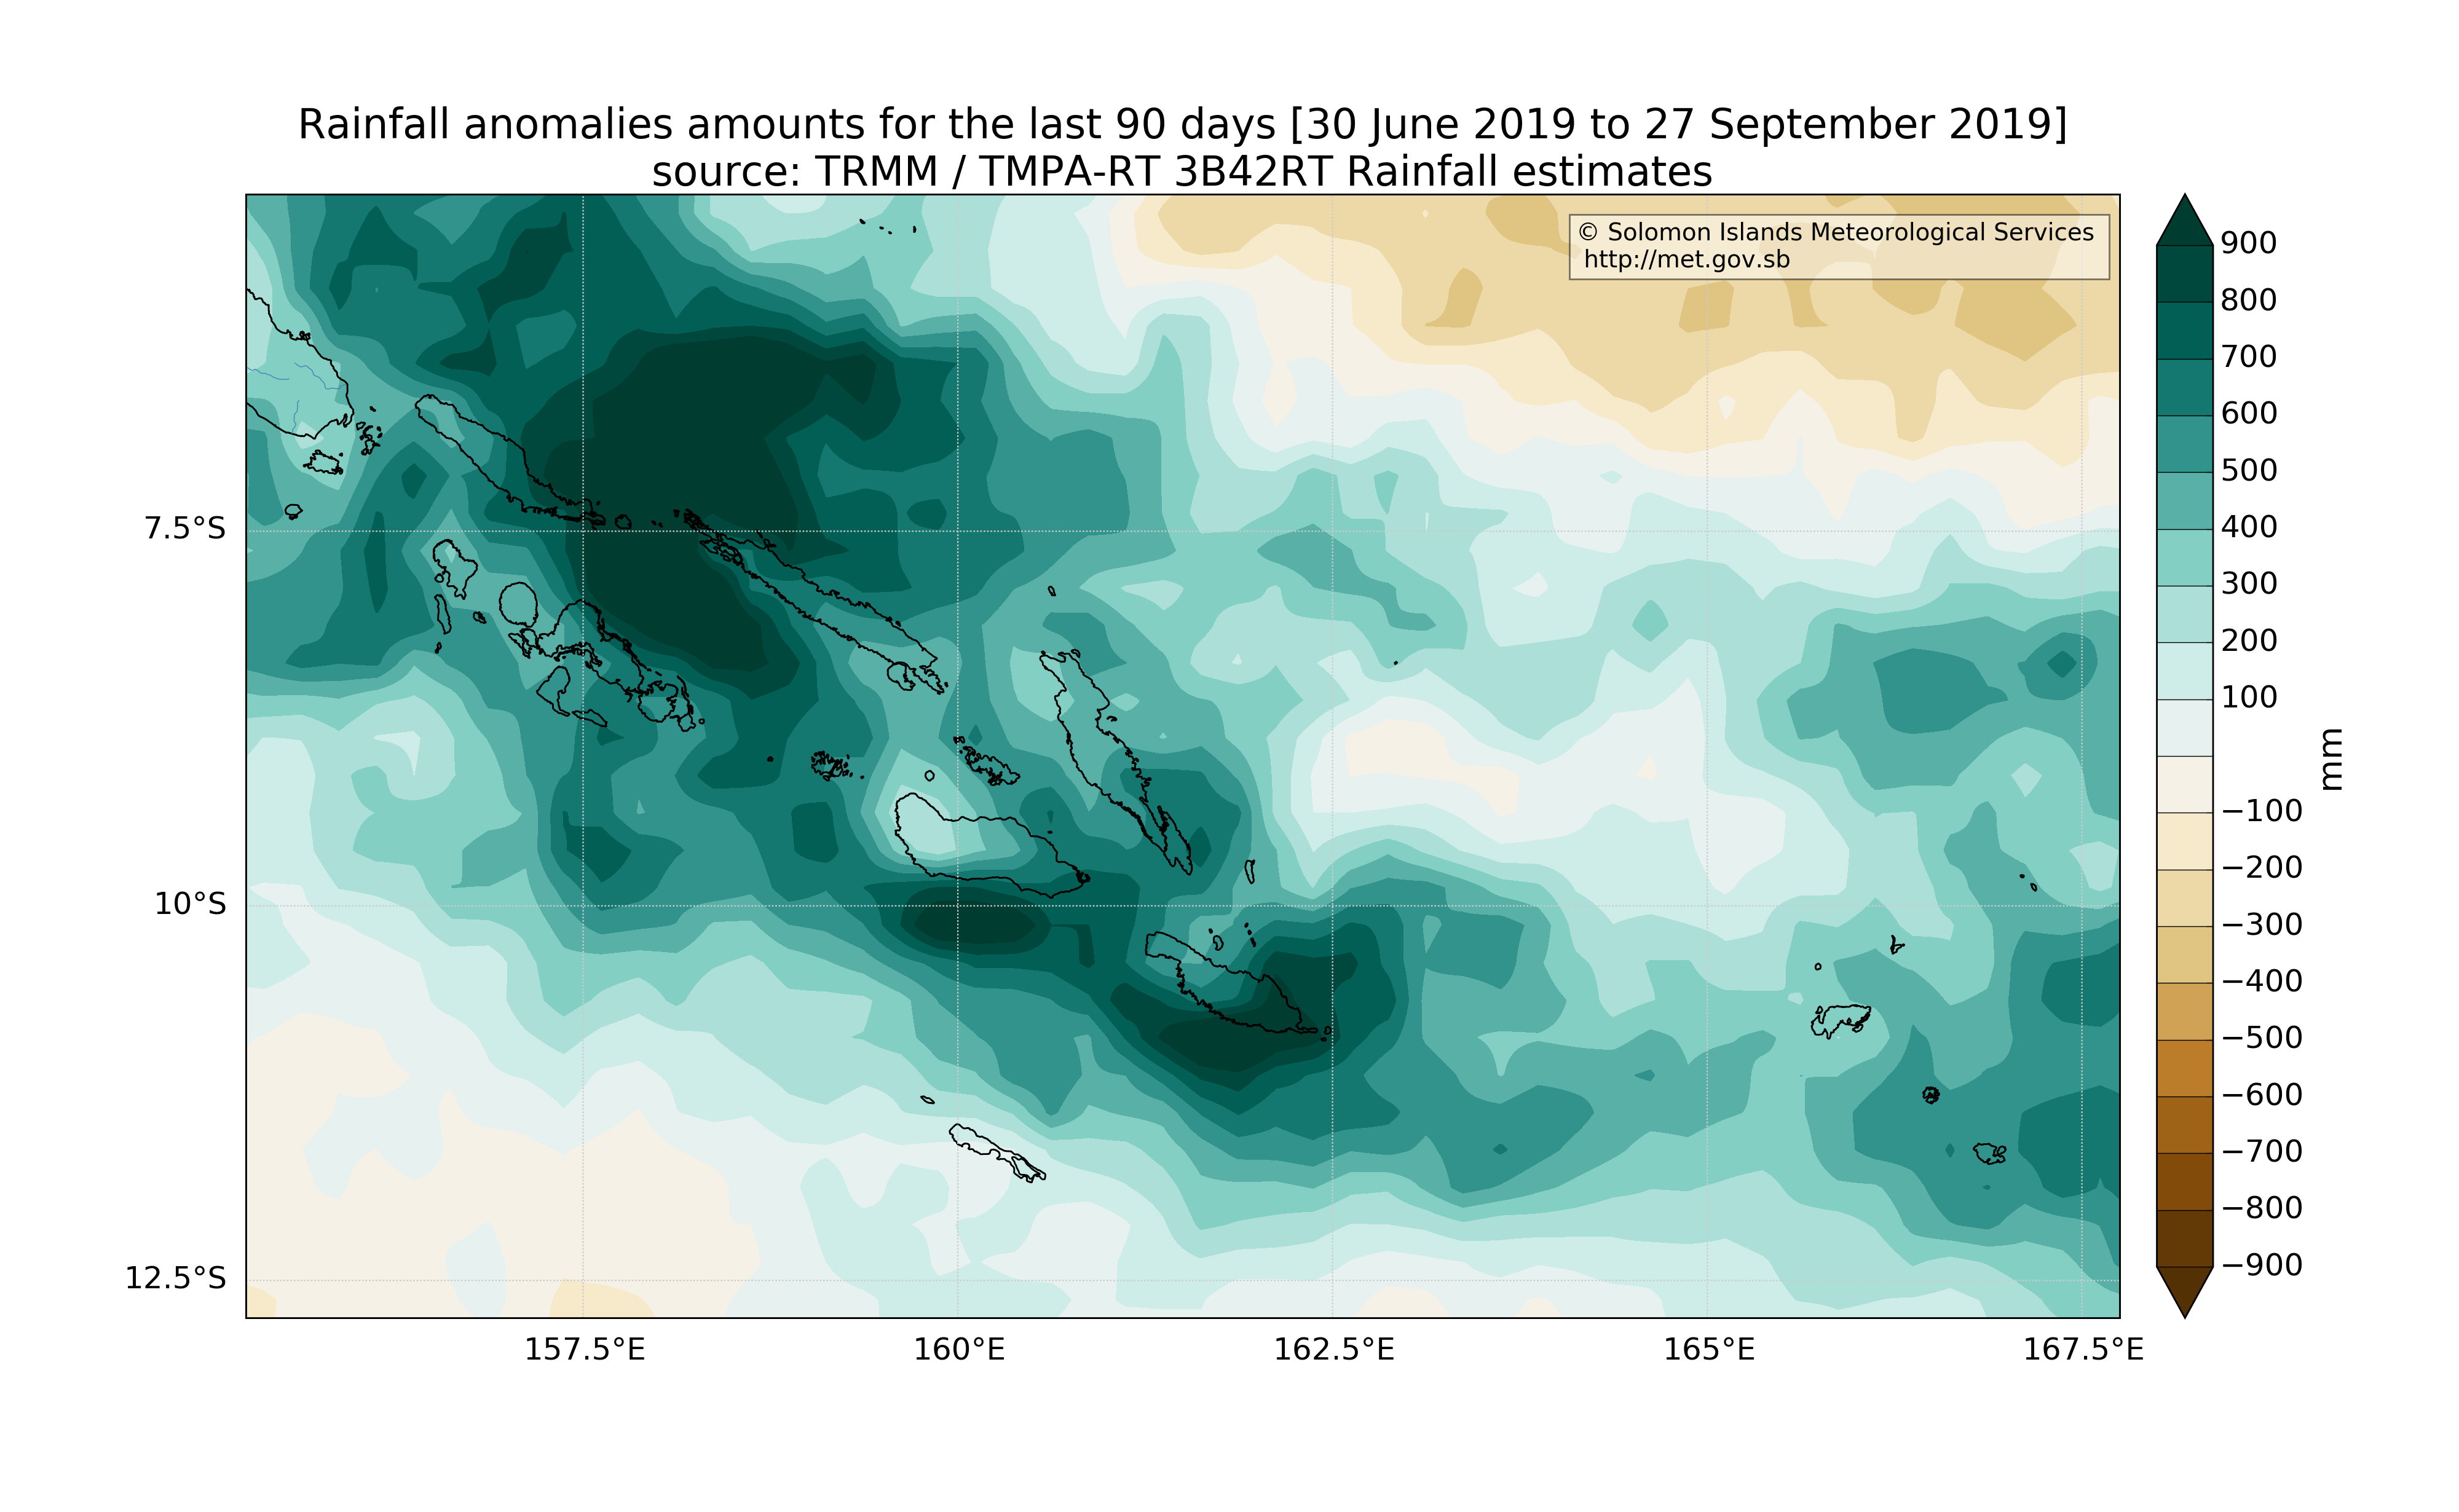 Rainfall anomalies amounts for the last 90 days [30 June 2019 to 27 September 2019]
source: TRMM / TMPA-RT 3B42RT Rainfall estimates
© Solomon Islands Meteorological Services
http://met.gov.sb
7.5°S
10°S
12.5°S
157.5°E
160°E
162.5°E
165°E
167.5°E
900
800
700
600
500
400
300
200
100
−100
−200
−300
−400
−500
−600
−700
−800
−900
mm